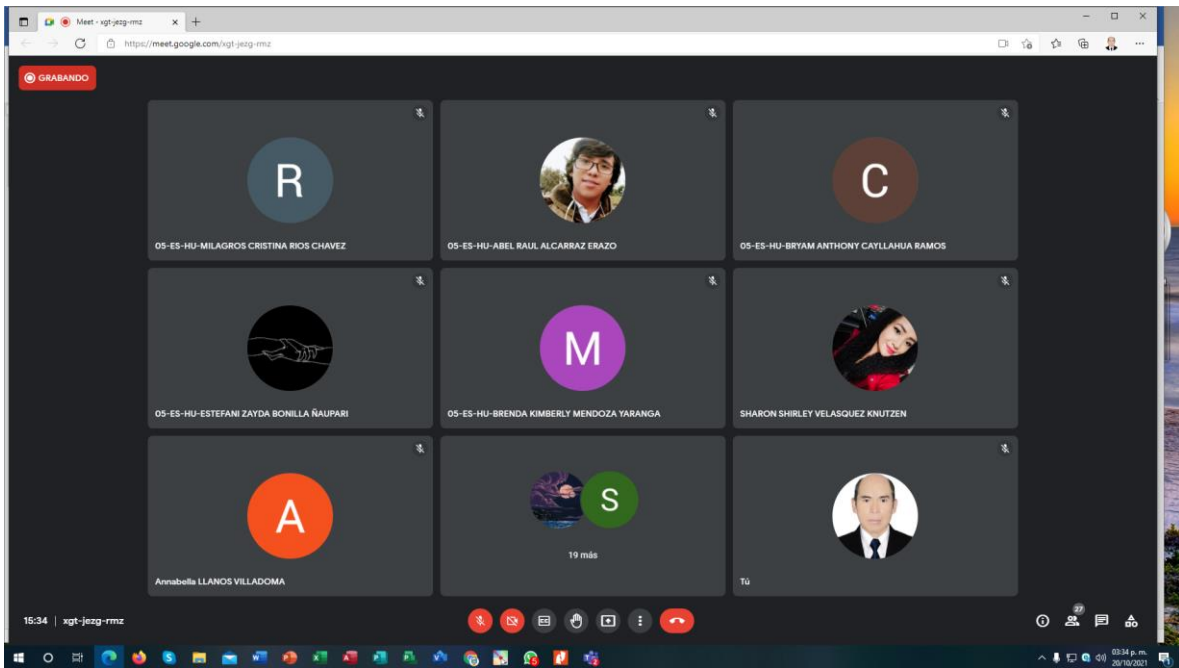 Meet - xgt-jezg-rmz
https://meet.google.com/xgt-jezg-rmz
GRABANDO
R
C
05-ES-HU-MILAGROS CRISTINA RIOS CHAVEZ
05-ES-HU-ABEL RAUL ALCARRAZ ERAZO
05-ES-HU-BRYAM ANTHONY CAYLLAHUA RAMOS
M
05-ES-HU-ESTEFANI ZAYDA BONILLA ÑAUPARI
05-ES-HU-BRENDA KIMBERLY MENDOZA YARANGA
SHARON SHIRLEY VELASQUEZ KNUTZEN
A
S
19 más
Annabella LLANOS VILLADOMA
Tú
15:34 | xgt-jezg-rmz
27
03:34 p. m.
20/10/2021